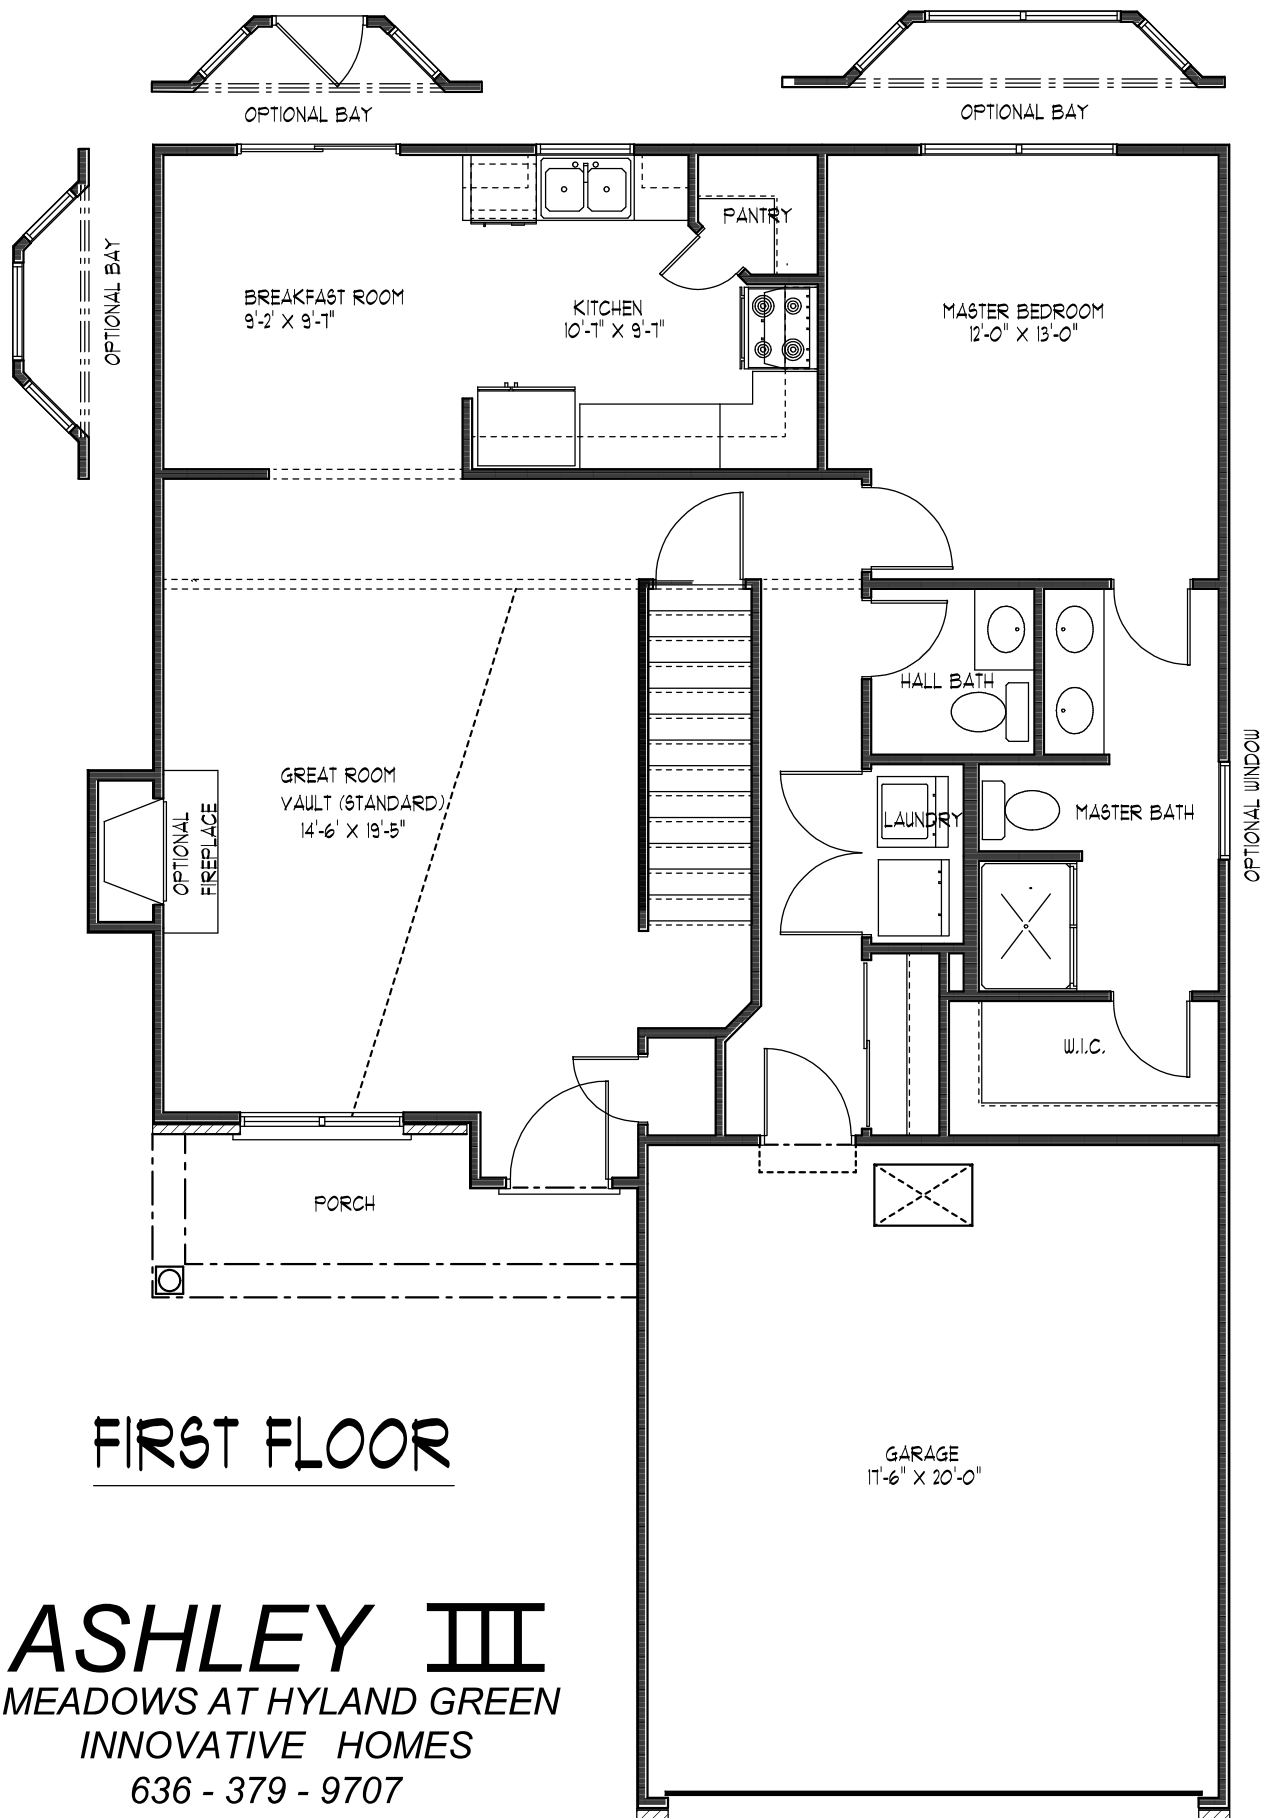 OPTIONAL BAY
OPTIONAL BAY
OPTIONAL BAY
PANTRY
BREAKFAST ROOM
9'-2' X 9'-7"
KITCHEN
10'-7" X 9'-7"
MASTER BEDROOM
12'-0" X 13'-0"
HALL BATH
GREAT ROOM
VAULT (STANDARD)
14'-6' X 19'-5"
OPTIONAL
FIREPLACE
LAUNDRY
MASTER BATH
OPTIONAL WINDOW
W.I.C.
PORCH
FIRST FLOOR
GARAGE
17'-6" X 20'-0"
ASHLEY III
MEADOWS AT HYLAND GREEN
INNOVATIVE HOMES
636 - 379 - 9707